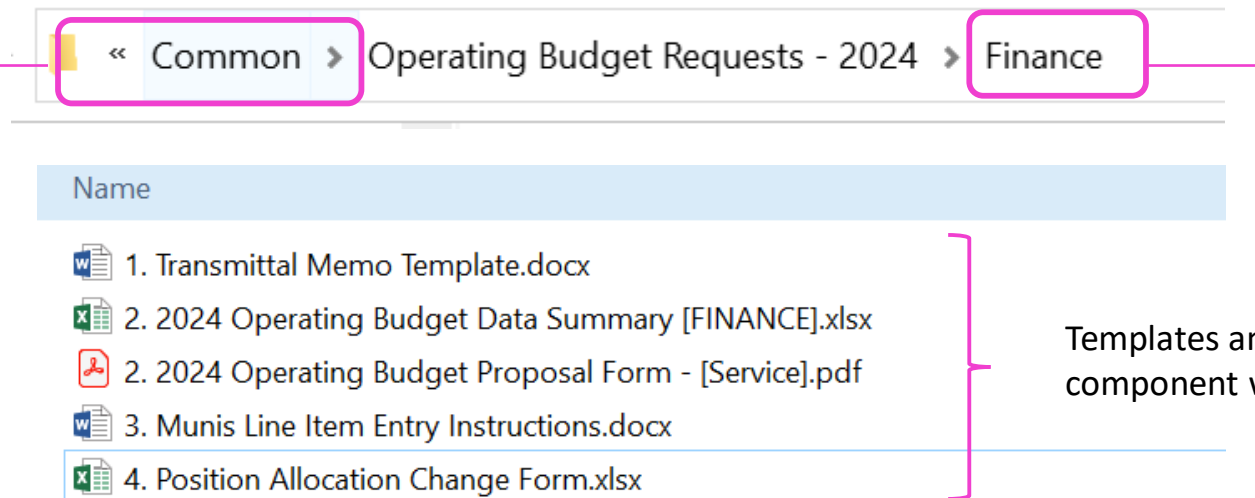 « Common > Operating Budget Requests - 2024 > Finance
Name
1. Transmittal Memo Template.docx
2. 2024 Operating Budget Data Summary [FINANCE].xlsx
2. 2024 Operating Budget Proposal Form - [Service].pdf
3. Munis Line Item Entry Instructions.docx
4. Position Allocation Change Form.xlsx
Templates
component